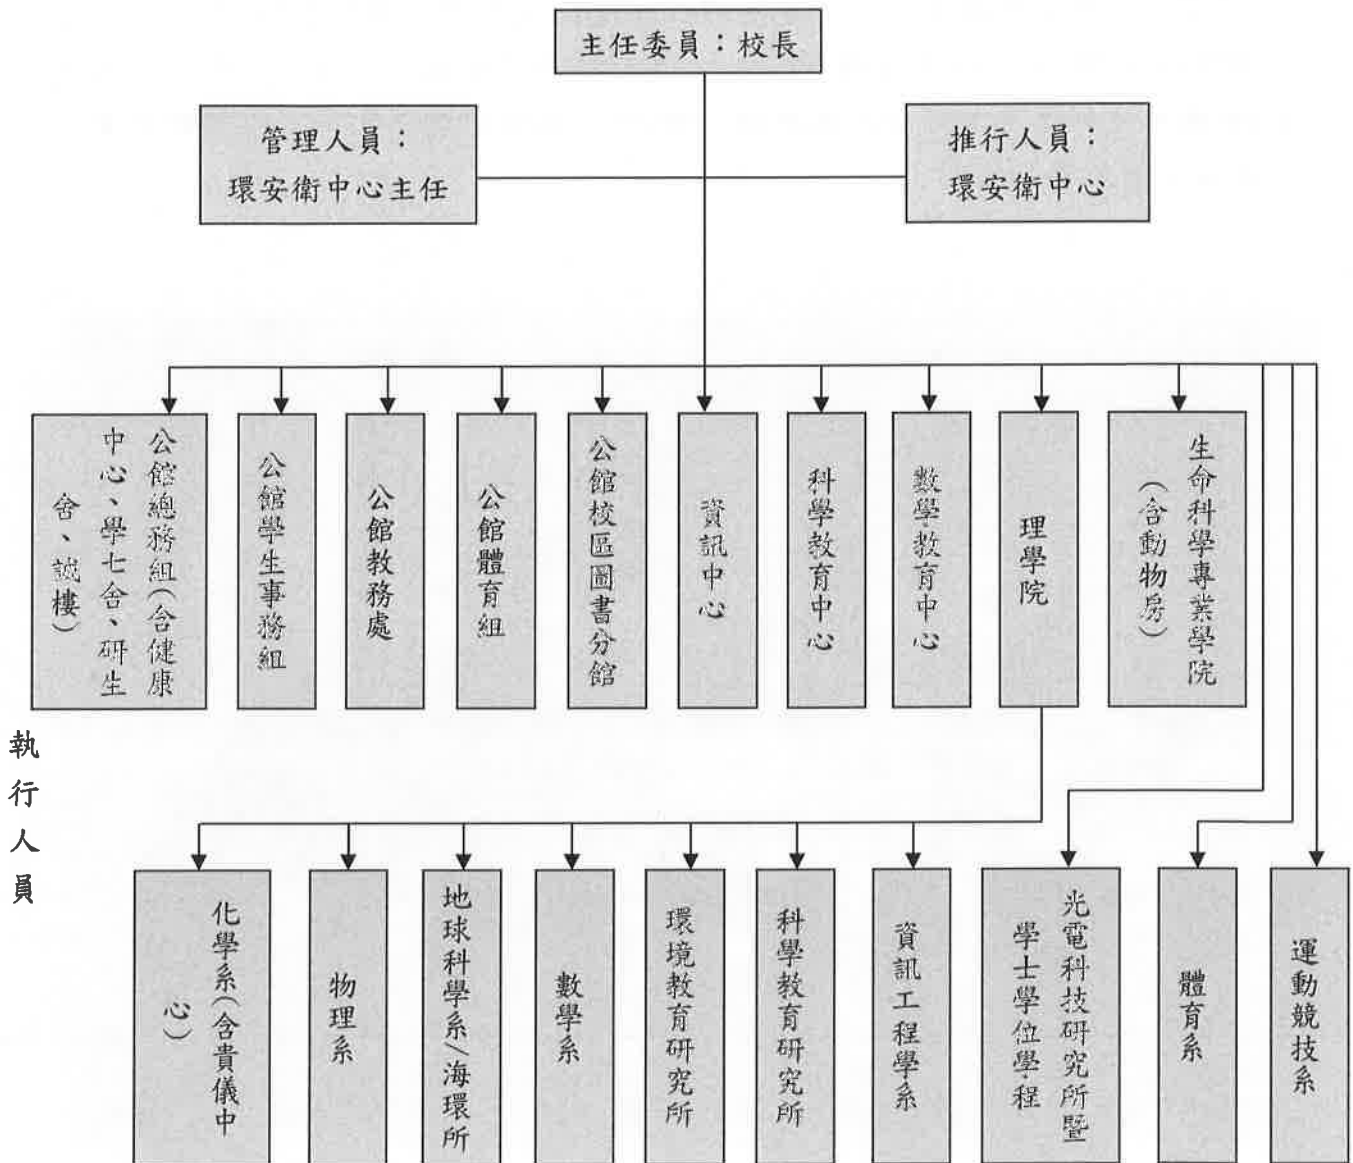 主任委員：校長
管理人員：
環安衛中心主任
推行人員：
環安衛中心
公館總務組(含健康
中心、學七舍、研生
舍、誠樓)
公館學生事務組
公館教務處
公館體育組
公館校區圖書分館
資訊中心
科學教育中心
數學教育中心
理學院
生命科學專業學院
(含動物房)
執行人員
化學系(含貴儀中
心)
物理系
地球科學系/海環所
數學系
環境教育研究所
科學教育研究所
資訊工程學系
光電科技研究所暨
學士學位學程
體育系
運動競技系